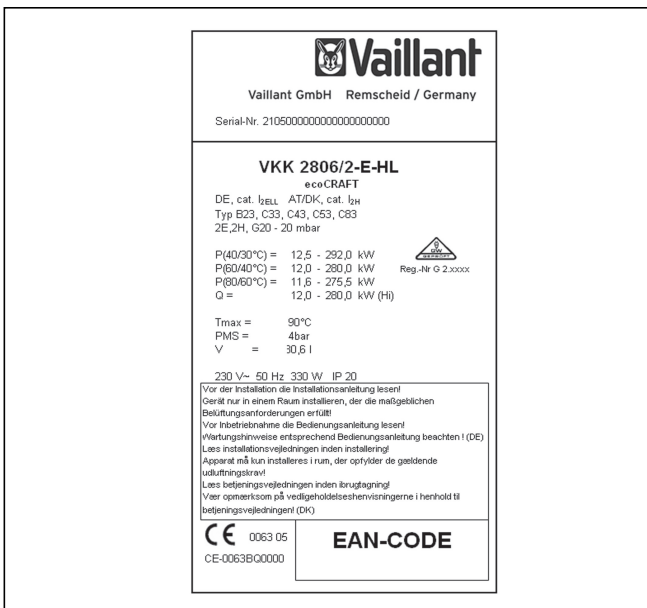 Vaillant
Vaillant GmbH Remscheid / Germany
Serial-Nr. 2105000000000000000000
VKK 2806/2-E-HL
ecoCRAFT
DE, cat. I2ELL AT/DK, cat. I2H
Typ B23, C33, C43, C53, C83
2E,2H, G20 - 20 mbar
P(40/30°C) = 12,5 - 292,0 kW
P(60/40°C) = 12,0 - 280,0 kW
P(80/60°C) = 11,6 - 275,5 kW
Q = 12,0 - 280,0 kW (Hi)
Reg.-Nr G 2.xxxx
Tmax = 90°C
PMS = 4bar
V = 80,6 l
230 V~ 50 Hz 330 W IP 20
Vor der Installation die Installationsanleitung lesen!
Gerät nur in einem Raum installieren, der die maßgeblichen
Belüftungsanforderungen erfüllt!
Vor Inbetriebnahme die Bedienungsanleitung lesen!
Wartungshinweise entsprechend Bedienungsanleitung beachten ! (DE)
Læs installationsvejledningen inden installering!
Apparat må kun installeres i rum, der opfylder de gældende
udluftningskrav!
Læs betjeningsvejledningen inden ibrugtagning!
Vær opmærksom på vedligeholdelseshenvisningerne i henhold til
betjeningsvejledningen! (DK)
CE 0063 05
CE-0063BQ0000
EAN-CODE